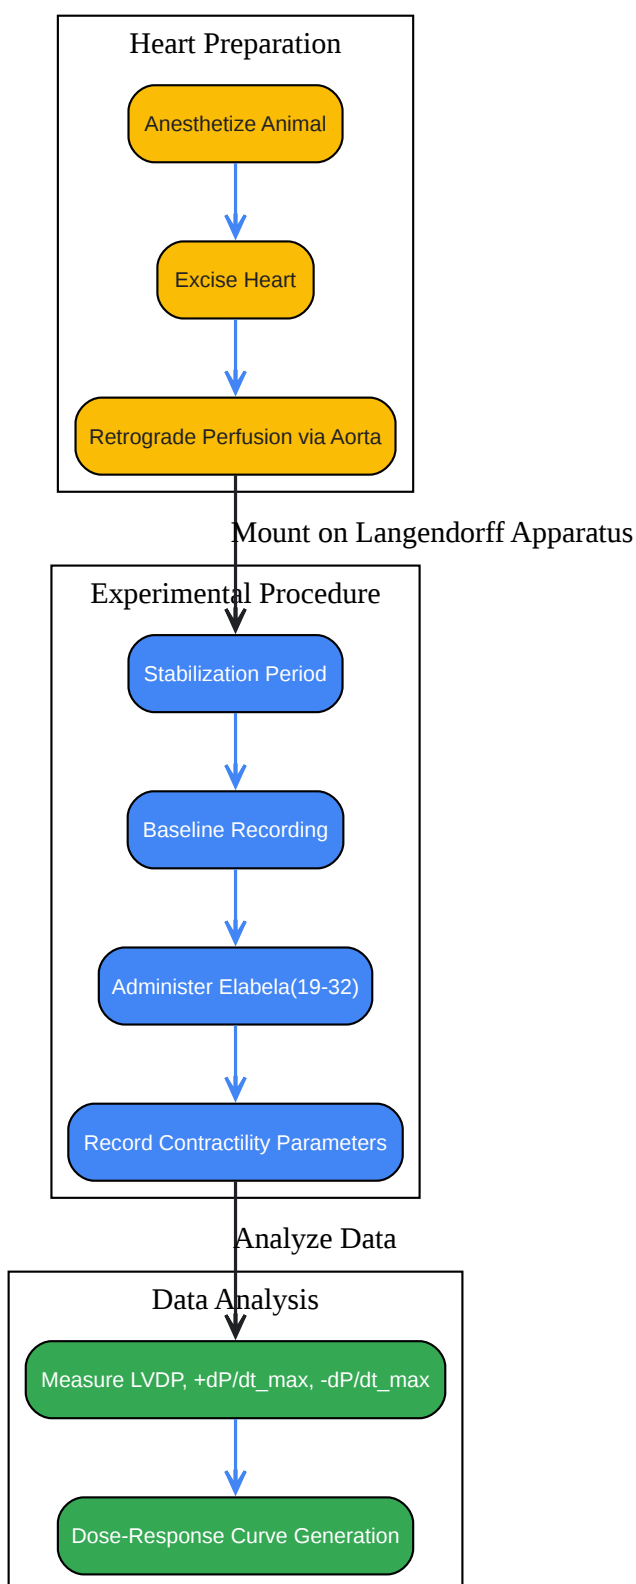 Heart Preparation
Anesthetize Animal
Excise Heart
Retrograde Perfusion via Aorta
Mount on Langendorff Apparatus
Experimental Procedure
Stabilization Period
Baseline Recording
Administer Elabela(19-32)
Record Contractility Parameters
Analyze Data
Data Analysis
Measure LVDP, +dP/dt_max, -dP/dt_max
Dose-Response Curve Generation